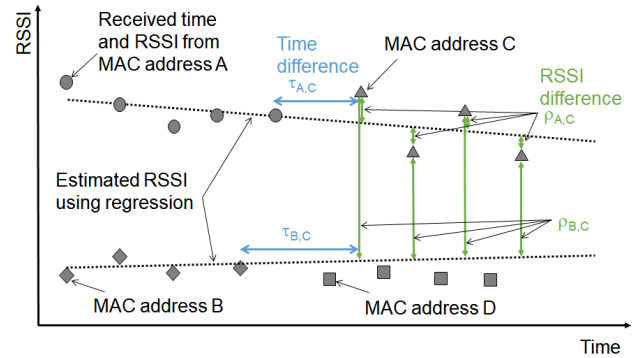 RSSI
Received time
and RSSI from
MAC address A
Time
difference
τA,C
MAC address C
RSSI
difference
ρA,C
Estimated RSSI
using regression
τB,C
ρB,C
MAC address B
MAC address D
Time